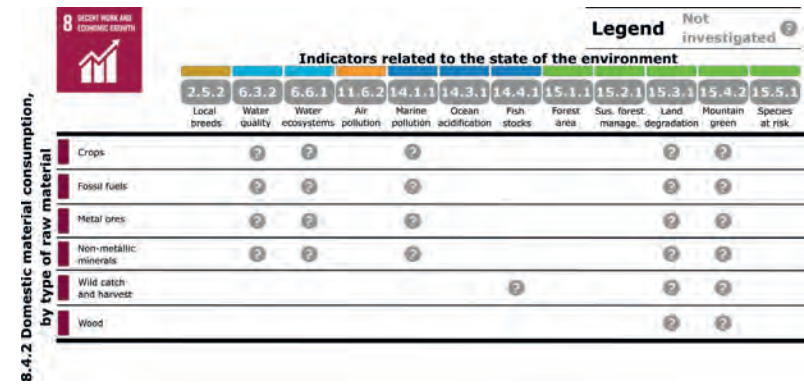 8 DECENT WORK AND
ECONOMIC GROWTH
Legend
Not
investigated ?
Indicators related to the state of the environment
2.5.2 6.3.2 6.6.1 11.6.2 14.1.1 14.3.1 14.4.1 15.1.1 15.2.1 15.3.1 15.4.2 15.5.1
Local breeds
Water quality
Water ecosystems
Air pollution
Marine pollution
Ocean acidification
Fish stocks
Forest area
Sus. forest manage.
Land degradation
Mountain green
Species at risk
8.4.2 Domestic material consumption,
by type of raw material
Crops ? ? ? ? ?
Fossil fuels ? ? ? ? ?
Metal ores ? ? ? ? ?
Non-metallic
minerals ? ? ? ? ?
Wild catch
and harvest ? ? ?
Wood ? ?